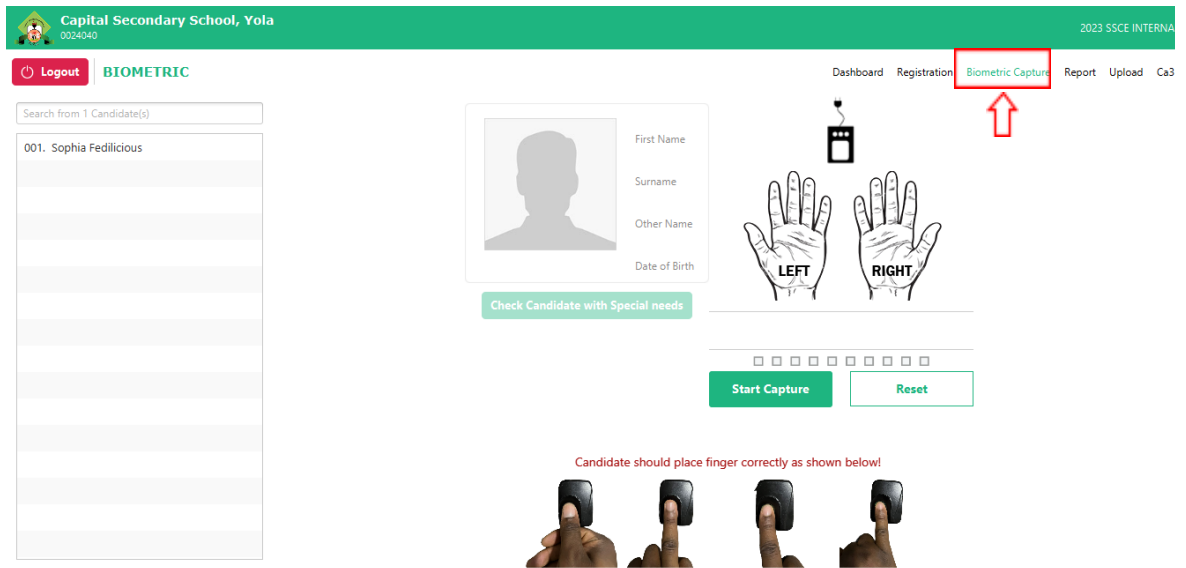 Capital Secondary School, Yola
0024040
2023 SSCE INTERNA
Logout
BIOMETRIC
Dashboard Registration Biometric Capture Report Upload Ca3
Search from 1 Candidate(s)
001. Sophia Fedilicious
First Name
Surname
Other Name
Date of Birth
Check Candidate with Special needs
LEFT RIGHT
Start Capture Reset
Candidate should place finger correctly as shown below!